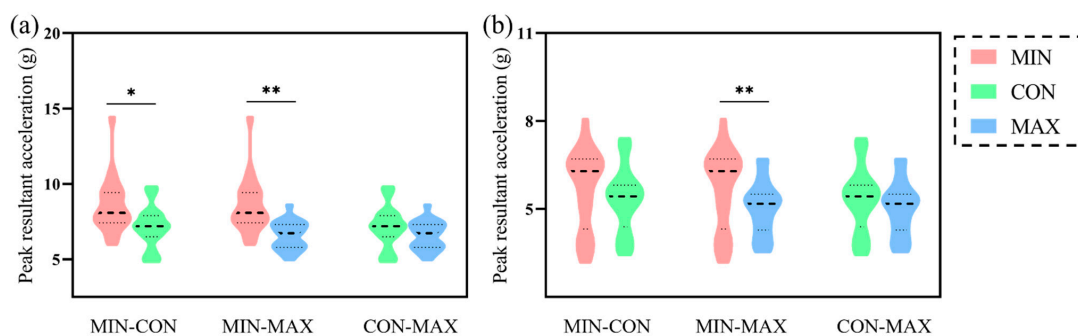 (a)
Peak resultant acceleration (g)
20
15
10
5
*
**
MIN-CON
MIN-MAX
CON-MAX
(b)
Peak resultant acceleration (g)
11
8
5
**
MIN-CON
MIN-MAX
CON-MAX
MIN
CON
MAX